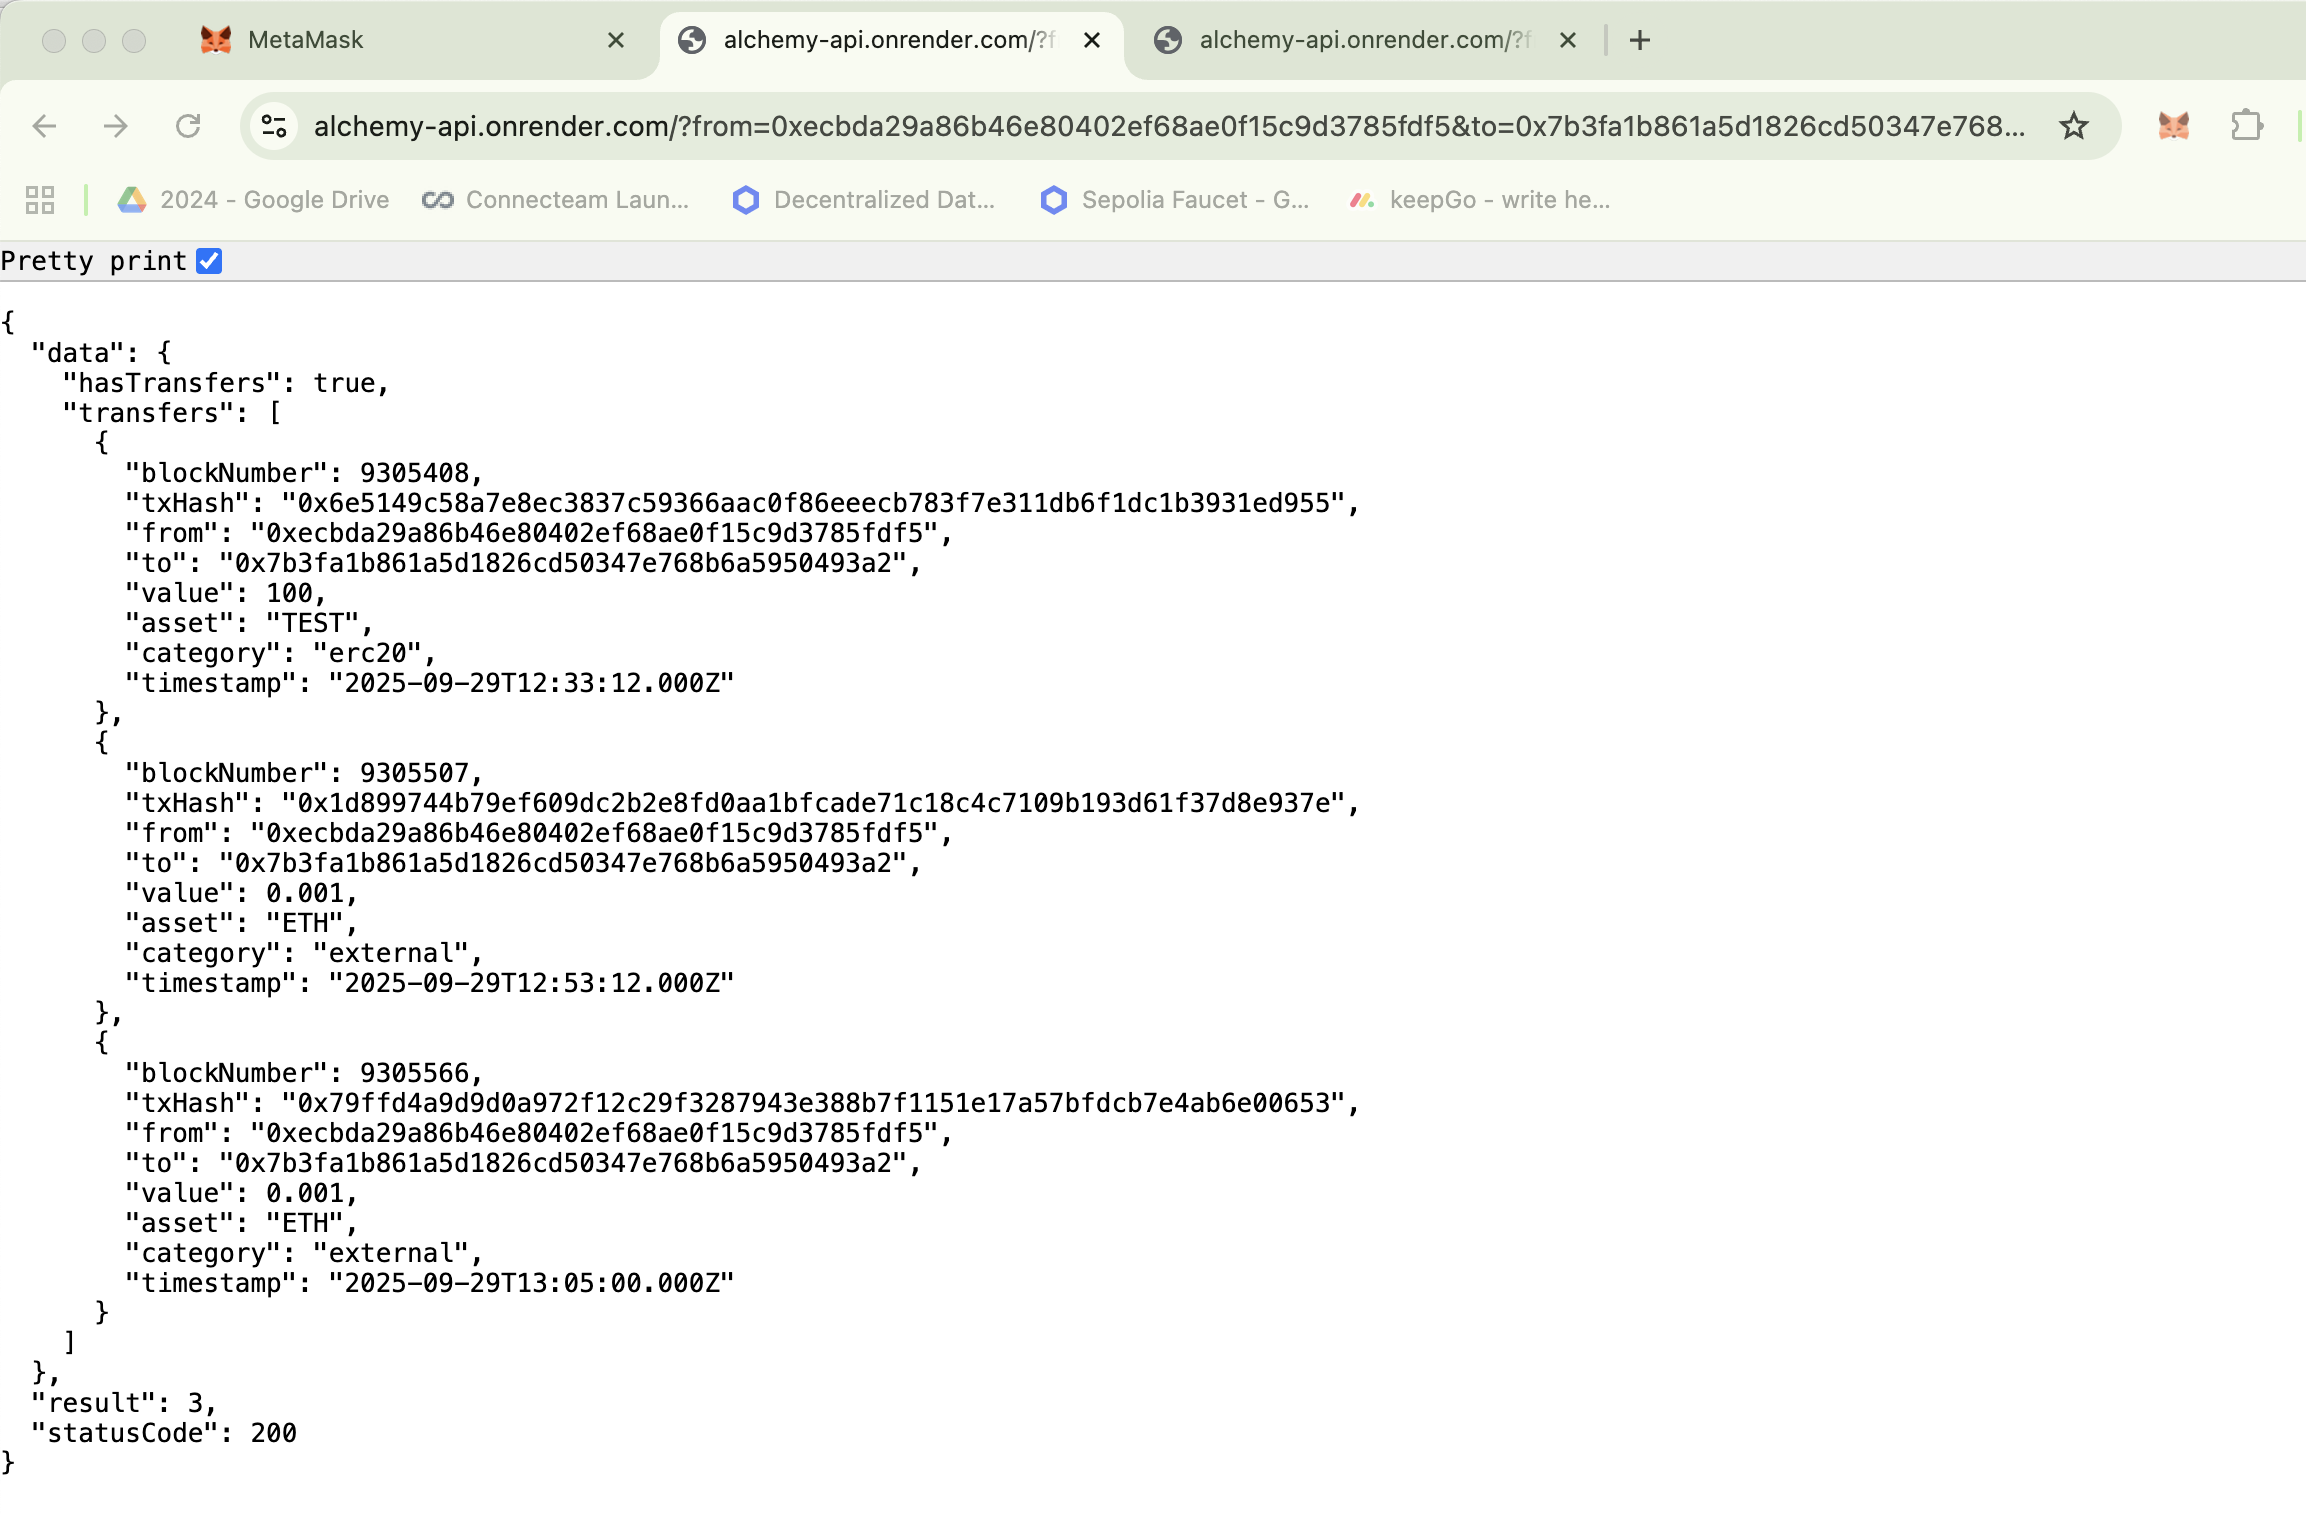 MetaMask
alchemy-api.onrender.com/?f
alchemy-api.onrender.com/?f
alchemy-api.onrender.com/?from=0xecbda29a86b46e80402ef68ae0f15c9d3785fdf5&to=0x7b3fa1b861a5d1826cd50347e768...
2024 - Google Drive
Connecteam Laun...
Decentralized Dat...
Sepolia Faucet - G...
keepGo - write he...
Pretty print
{
  "data": {
    "hasTransfers": true,
    "transfers": [
      {
        "blockNumber": 9305408,
        "txHash": "0x6e5149c58a7e8ec3837c59366aac0f86eeecb783f7e311db6f1dc1b3931ed955",
        "from": "0xecbda29a86b46e80402ef68ae0f15c9d3785fdf5",
        "to": "0x7b3fa1b861a5d1826cd50347e768b6a5950493a2",
        "value": 100,
        "asset": "TEST",
        "category": "erc20",
        "timestamp": "2025-09-29T12:33:12.000Z"
      },
      {
        "blockNumber": 9305507,
        "txHash": "0x1d899744b79ef609dc2b2e8fd0aa1bfcade71c18c4c7109b193d61f37d8e937e",
        "from": "0xecbda29a86b46e80402ef68ae0f15c9d3785fdf5",
        "to": "0x7b3fa1b861a5d1826cd50347e768b6a5950493a2",
        "value": 0.001,
        "asset": "ETH",
        "category": "external",
        "timestamp": "2025-09-29T12:53:12.000Z"
      },
      {
        "blockNumber": 9305566,
        "txHash": "0x79ffd4a9d9d0a972f12c29f3287943e388b7f1151e17a57bfdcb7e4ab6e00653",
        "from": "0xecbda29a86b46e80402ef68ae0f15c9d3785fdf5",
        "to": "0x7b3fa1b861a5d1826cd50347e768b6a5950493a2",
        "value": 0.001,
        "asset": "ETH",
        "category": "external",
        "timestamp": "2025-09-29T13:05:00.000Z"
      }
    ]
  },
  "result": 3,
  "statusCode": 200
}